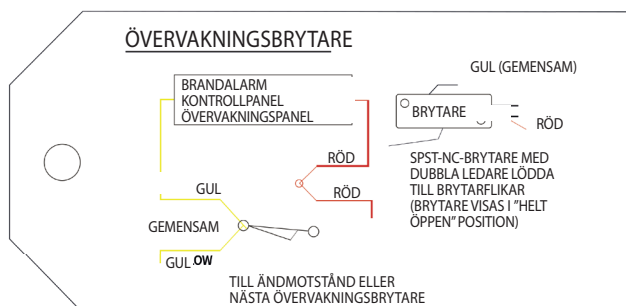 ÖVERVAKNINGSBRYTARE
BRANDALARM
KONTROLLPANEL
ÖVERVAKNINGSPANEL
GUL (GEMENSAM)
BRYTARE
RÖD
RÖD
RÖD
SPST-NC-BRYTARE MED
DUBBLA LEDARE LÖDDA
TILL BRYTARFLIKAR
(BRYTARE VISAS I "HELT
ÖPPEN" POSITION)
GUL
GEMENSAM
GUL.OW
TILL ÄNDMOTSTÅND ELLER
NÄSTA ÖVERVAKNINGSBRYTARE